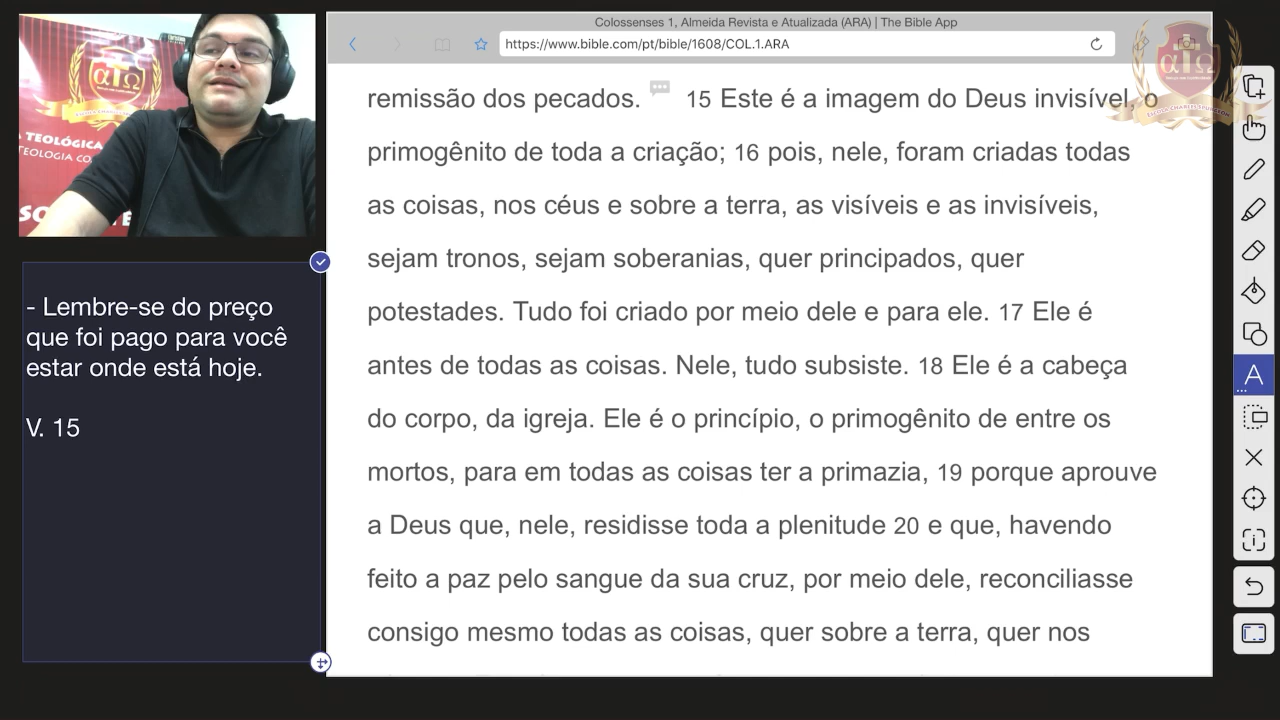 Colossenses 1, Almeida Revista e Atualizada (ARA) | The Bible App
https://www.bible.com/pt/bible/1608/COL.1.ARA
αΤΩ
TEOLÓGICA
TEOLOGIA CO
αΤΩ
remissão dos pecados. 15 Este é a imagem do Deus invisível, o
primogênito de toda a criação; 16 pois, nele, foram criadas todas
as coisas, nos céus e sobre a terra, as visíveis e as invisíveis,
sejam tronos, sejam soberanias, quer principados, quer
potestades. Tudo foi criado por meio dele e para ele. 17 Ele é
antes de todas as coisas. Nele, tudo subsiste. 18 Ele é a cabeça
do corpo, da igreja. Ele é o princípio, o primogênito de entre os
mortos, para em todas as coisas ter a primazia, 19 porque aprouve
a Deus que, nele, residisse toda a plenitude 20 e que, havendo
feito a paz pelo sangue da sua cruz, por meio dele, reconciliasse
consigo mesmo todas as coisas, quer sobre a terra, quer nos
- Lembre-se do preço
que foi pago para você
estar onde está hoje.
V. 15
A